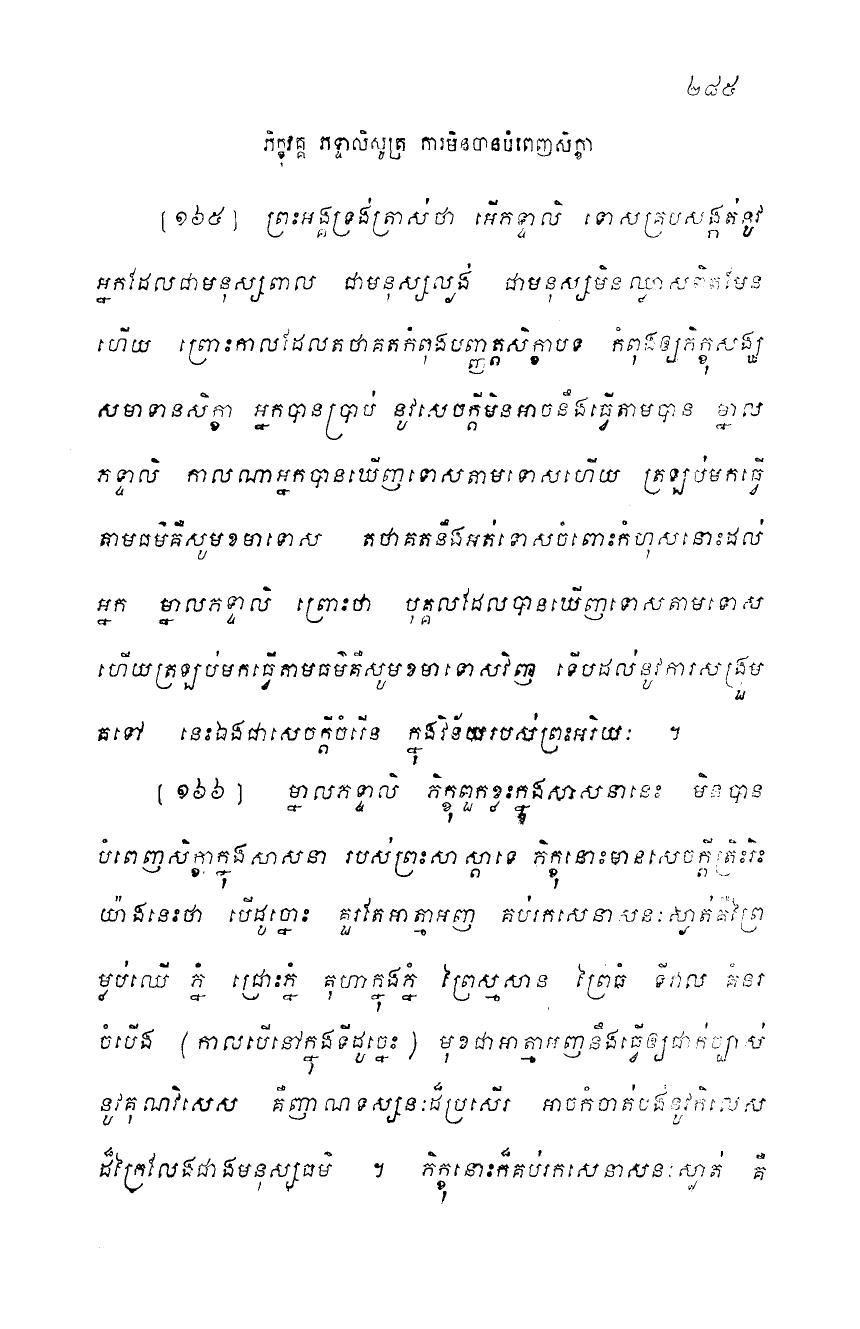 ២៨៥
ភិក្ខុវគ្គ ភទ្ទាលិសូត្រ ការមិនបានបំពេញសិក្ខា
[១៦៥] ព្រះអង្គទ្រង់ត្រាស់ថា អើភទ្ទាលិ ទោសគ្របសង្កត់នូវ
អ្នកដែលជាមនុស្សពាល ជាមនុស្សល្ងង់ ជាមនុស្សមិនឈ្លាសពិតមែន
ហើយ ព្រោះកាលដែលតថាគតកំពុងបញ្ញត្តសិក្ខាបទ កំពុងឲ្យភិក្ខុសង្ឃ
សមាទានសិក្ខា អ្នកបានប្រាប់ នូវសេចក្តីមិនអាចនឹងធ្វើតាមបាន ម្នាល
ភទ្ទាលិ កាលណាអ្នកបានឃើញទោសតាមទោសហើយ ត្រឡប់មកធ្វើ
តាមធម៌គឺសូមខមាទោស តថាគតនឹងអត់ទោសចំពោះកំហុសនោះដល់
អ្នក ម្នាលភទ្ទាលិ ព្រោះថា បុគ្គលដែលបានឃើញទោសតាមទោស
ហើយត្រឡប់មកធ្វើតាមធម៌គឺសូមខមាទោសវិញ ទើបដល់នូវការសង្រួម
តទៅ នេះឯងជាសេចក្តីចំរើន ក្នុងវិន័យរបស់ព្រះអរិយៈ ។
[១៦៦] ម្នាលភទ្ទាលិ ភិក្ខុពួកខ្លះក្នុងសាសនានេះ មិនបាន
បំពេញសិក្ខាក្នុងសាសនា របស់ព្រះសាស្តាទេ ភិក្ខុនោះមានសេចក្តីត្រិះរិះ
យ៉ាងនេះថា បើដូច្នោះ គួរតែអាត្មាអញ គប់រកសេនាសនៈស្ងាត់គឺព្រៃ
ម្លប់ឈើ ភ្នំ ជ្រោះភ្នំ គុហាក្នុងភ្នំ ព្រៃស្មសាន ព្រៃធំ ទីវាល គំនរ
ចំបើង (កាលបើនៅក្នុងទីដូច្នេះ) មុខជាអាត្មាអញនឹងធ្វើឲ្យជាក់ច្បាស់
នូវគុណវិសេស គឺញាណទស្សនៈដ៏ប្រសើរ អាចកំចាត់បង់នូវកិលេស
ដ៏ក្រៃលែងជាងមនុស្សធម៌ ។ ភិក្ខុនោះក៏គប់រកសេនាសនៈស្ងាត់ គឺ